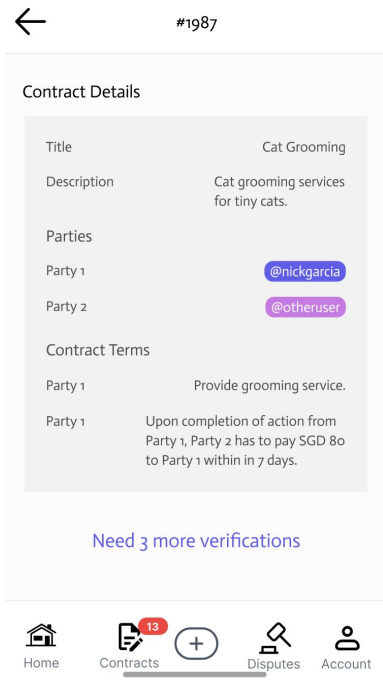 #1987
Contract Details
Title Cat Grooming
Description Cat grooming services
for tiny cats.
Parties
Party 1 @nickgarcia
Party 2 @otheruser
Contract Terms
Party 1 Provide grooming service.
Party 1 Upon completion of action from
Party 1, Party 2 has to pay SGD 80
to Party 1 within in 7 days.
Need 3 more verifications
13
Home Contracts Disputes Account